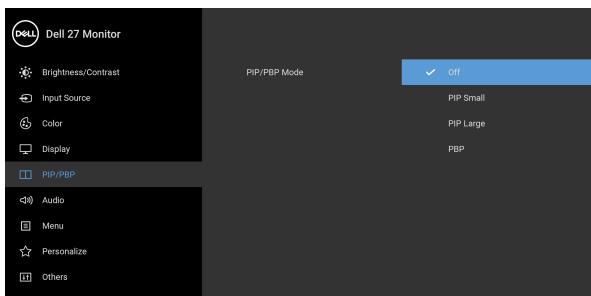 DELL Dell 27 Monitor
Brightness/Contrast PIP/PBP Mode Off
Input Source PIP Small
Color PIP Large
Display PBP
PIP/PBP
Audio
Menu
Personalize
Others